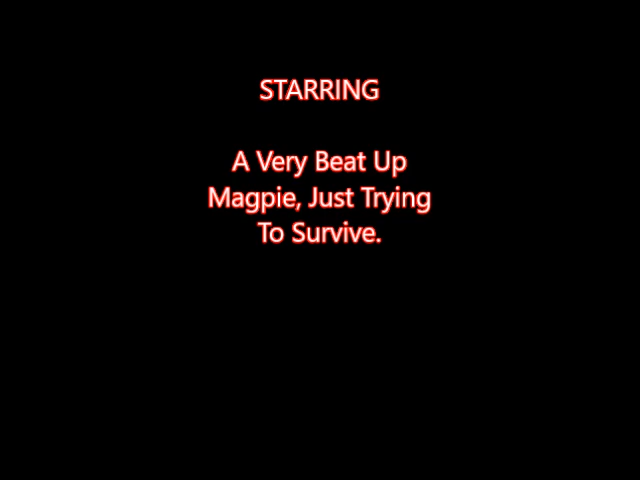 STARRING
A Very Beat Up
Magpie, Just Trying
To Survive.